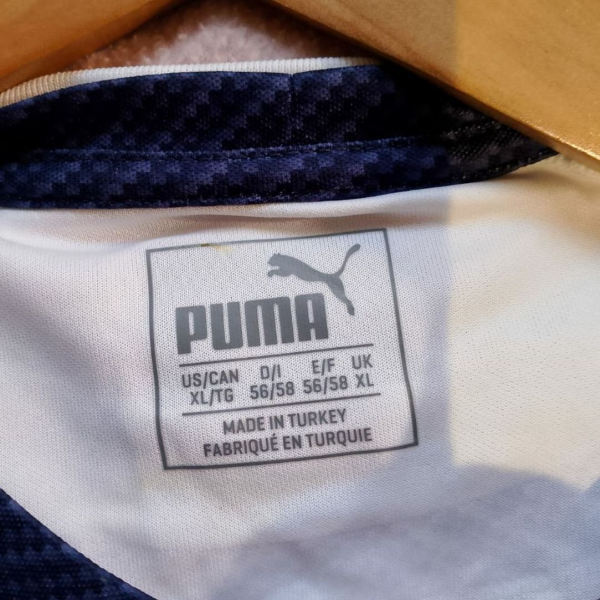 PUMA
US/CAN D/I E/F UK
XL/TG 56/58 56/58 XL
MADE IN TURKEY
FABRIQUÉ EN TURQUIE